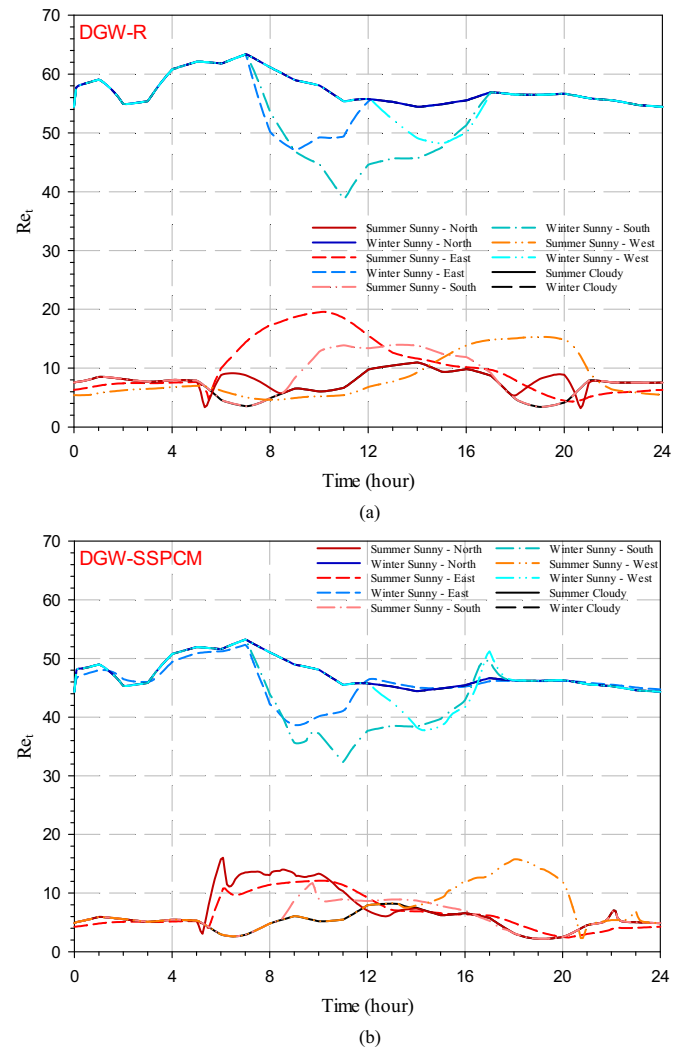 70
DGW-R
60
50
40
Re_t
30
Summer Sunny - North
Winter Sunny - South
Winter Sunny - North
Summer Sunny - West
Summer Sunny - East
Winter Sunny - West
Winter Sunny - East
Summer Cloudy
Summer Sunny - South
Winter Cloudy
20
10
0
0 4 8 12 16 20 24
Time (hour)
(a)
70
DGW-SSPCM
Summer Sunny - North
Winter Sunny - South
Winter Sunny - North
Summer Sunny - West
Summer Sunny - East
Winter Sunny - West
Winter Sunny - East
Summer Cloudy
Summer Sunny - South
Winter Cloudy
60
50
40
Re_t
30
20
10
0
0 4 8 12 16 20 24
Time (hour)
(b)